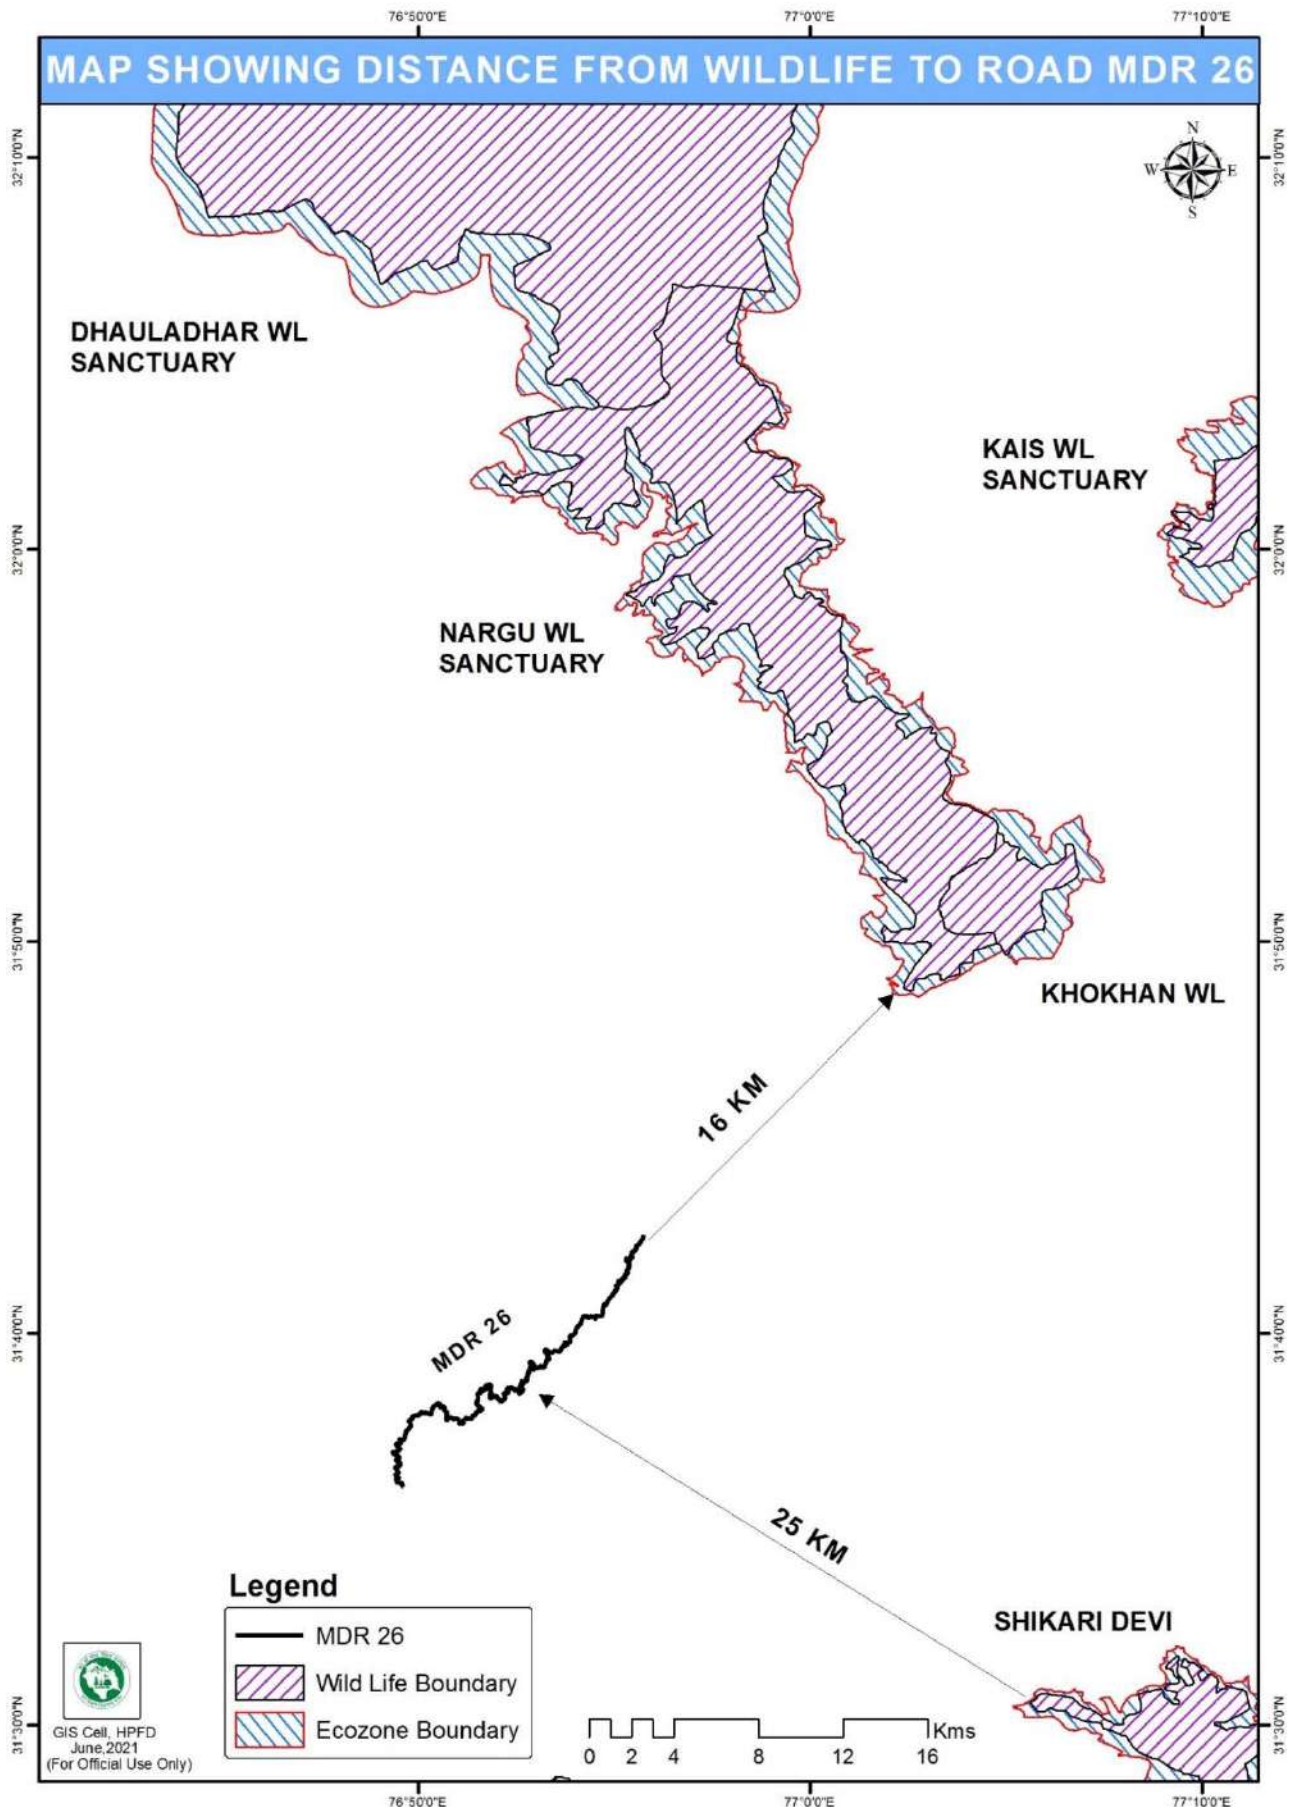 76°50'0"E 77°0'0"E 77°10'0"E
MAP SHOWING DISTANCE FROM WILDLIFE TO ROAD MDR 26
32°10'0"N
32°10'0"N
N
W E
S
DHAULADHAR WL
SANCTUARY
KAIS WL
SANCTUARY
32°0'0"N
32°0'0"N
NARGU WL
SANCTUARY
31°50'0"N
31°50'0"N
KHOKHAN WL
16 KM
MDR 26
31°40'0"N
31°40'0"N
25 KM
SHIKARI DEVI
Legend
MDR 26
Wild Life Boundary
Ecozone Boundary
GIS Cell, HPFD
June,2021
(For Official Use Only)
Kms
0 2 4 8 12 16
31°30'0"N
31°30'0"N
76°50'0"E 77°0'0"E 77°10'0"E